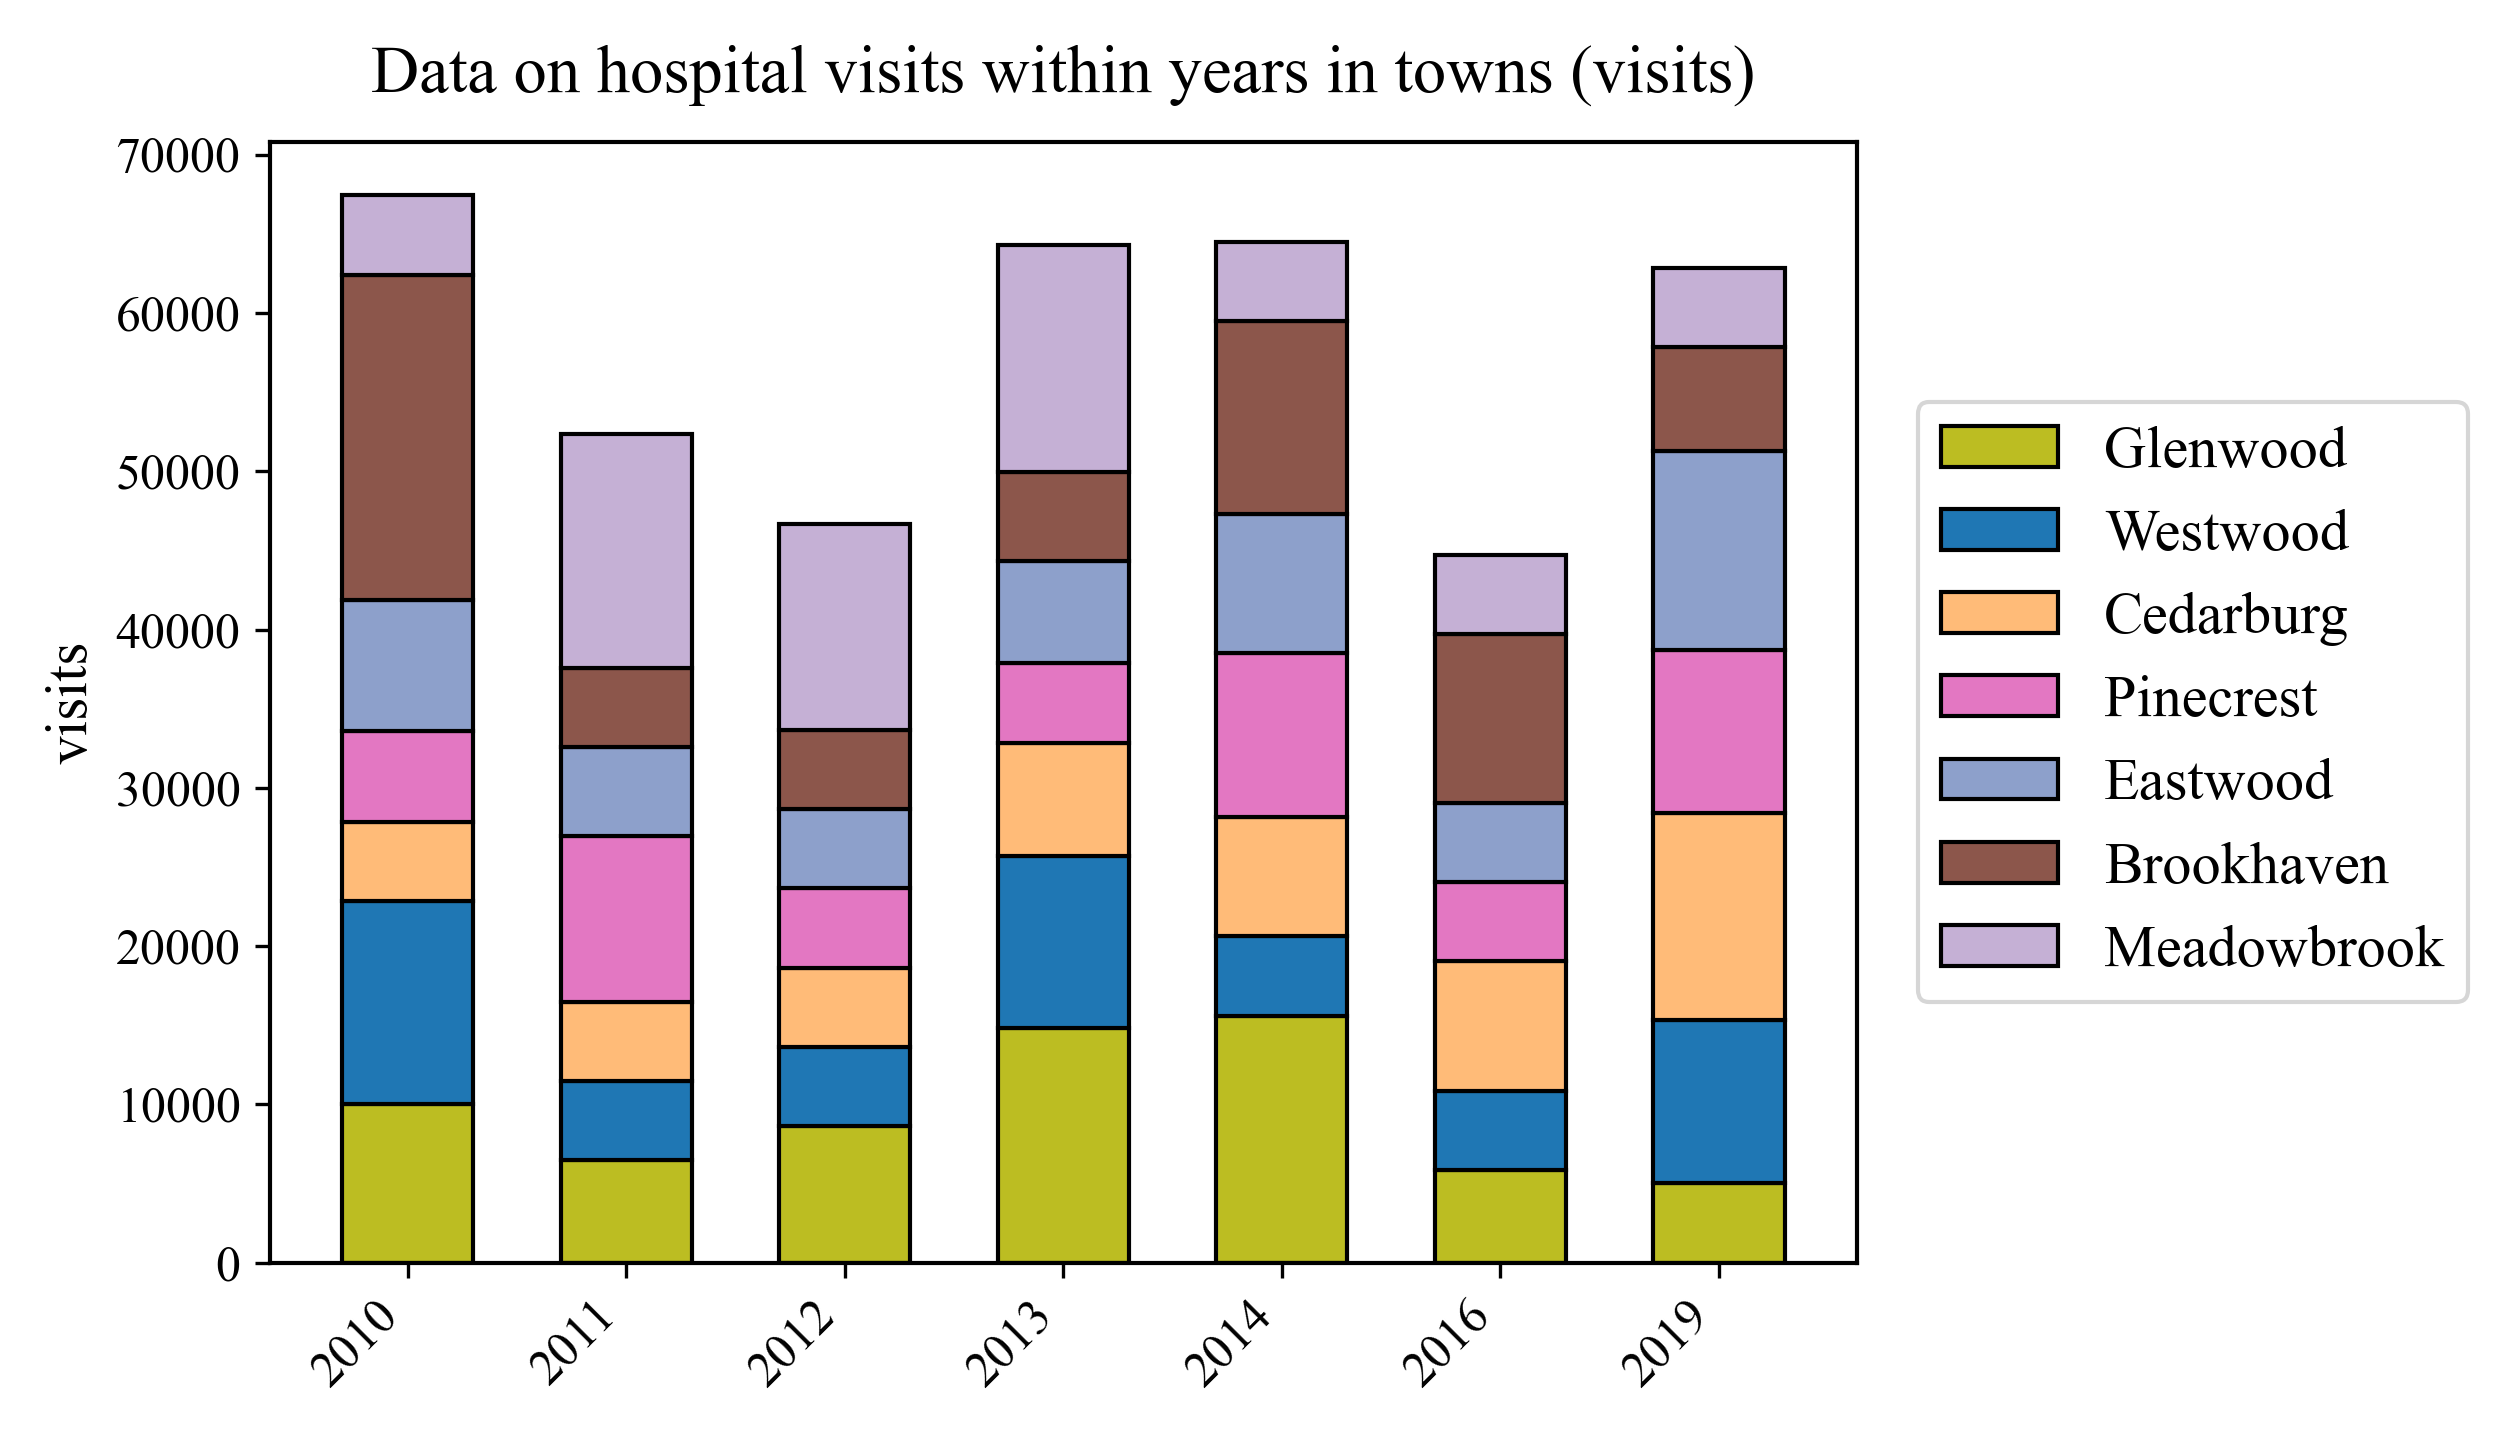 Data on hospital visits within years in towns (visits)
70000
60000
50000
40000
30000
20000
10000
0
visits
2010
2011
2012
2013
2014
2016
2019
Glenwood
Westwood
Cedarburg
Pinecrest
Eastwood
Brookhaven
Meadowbrook